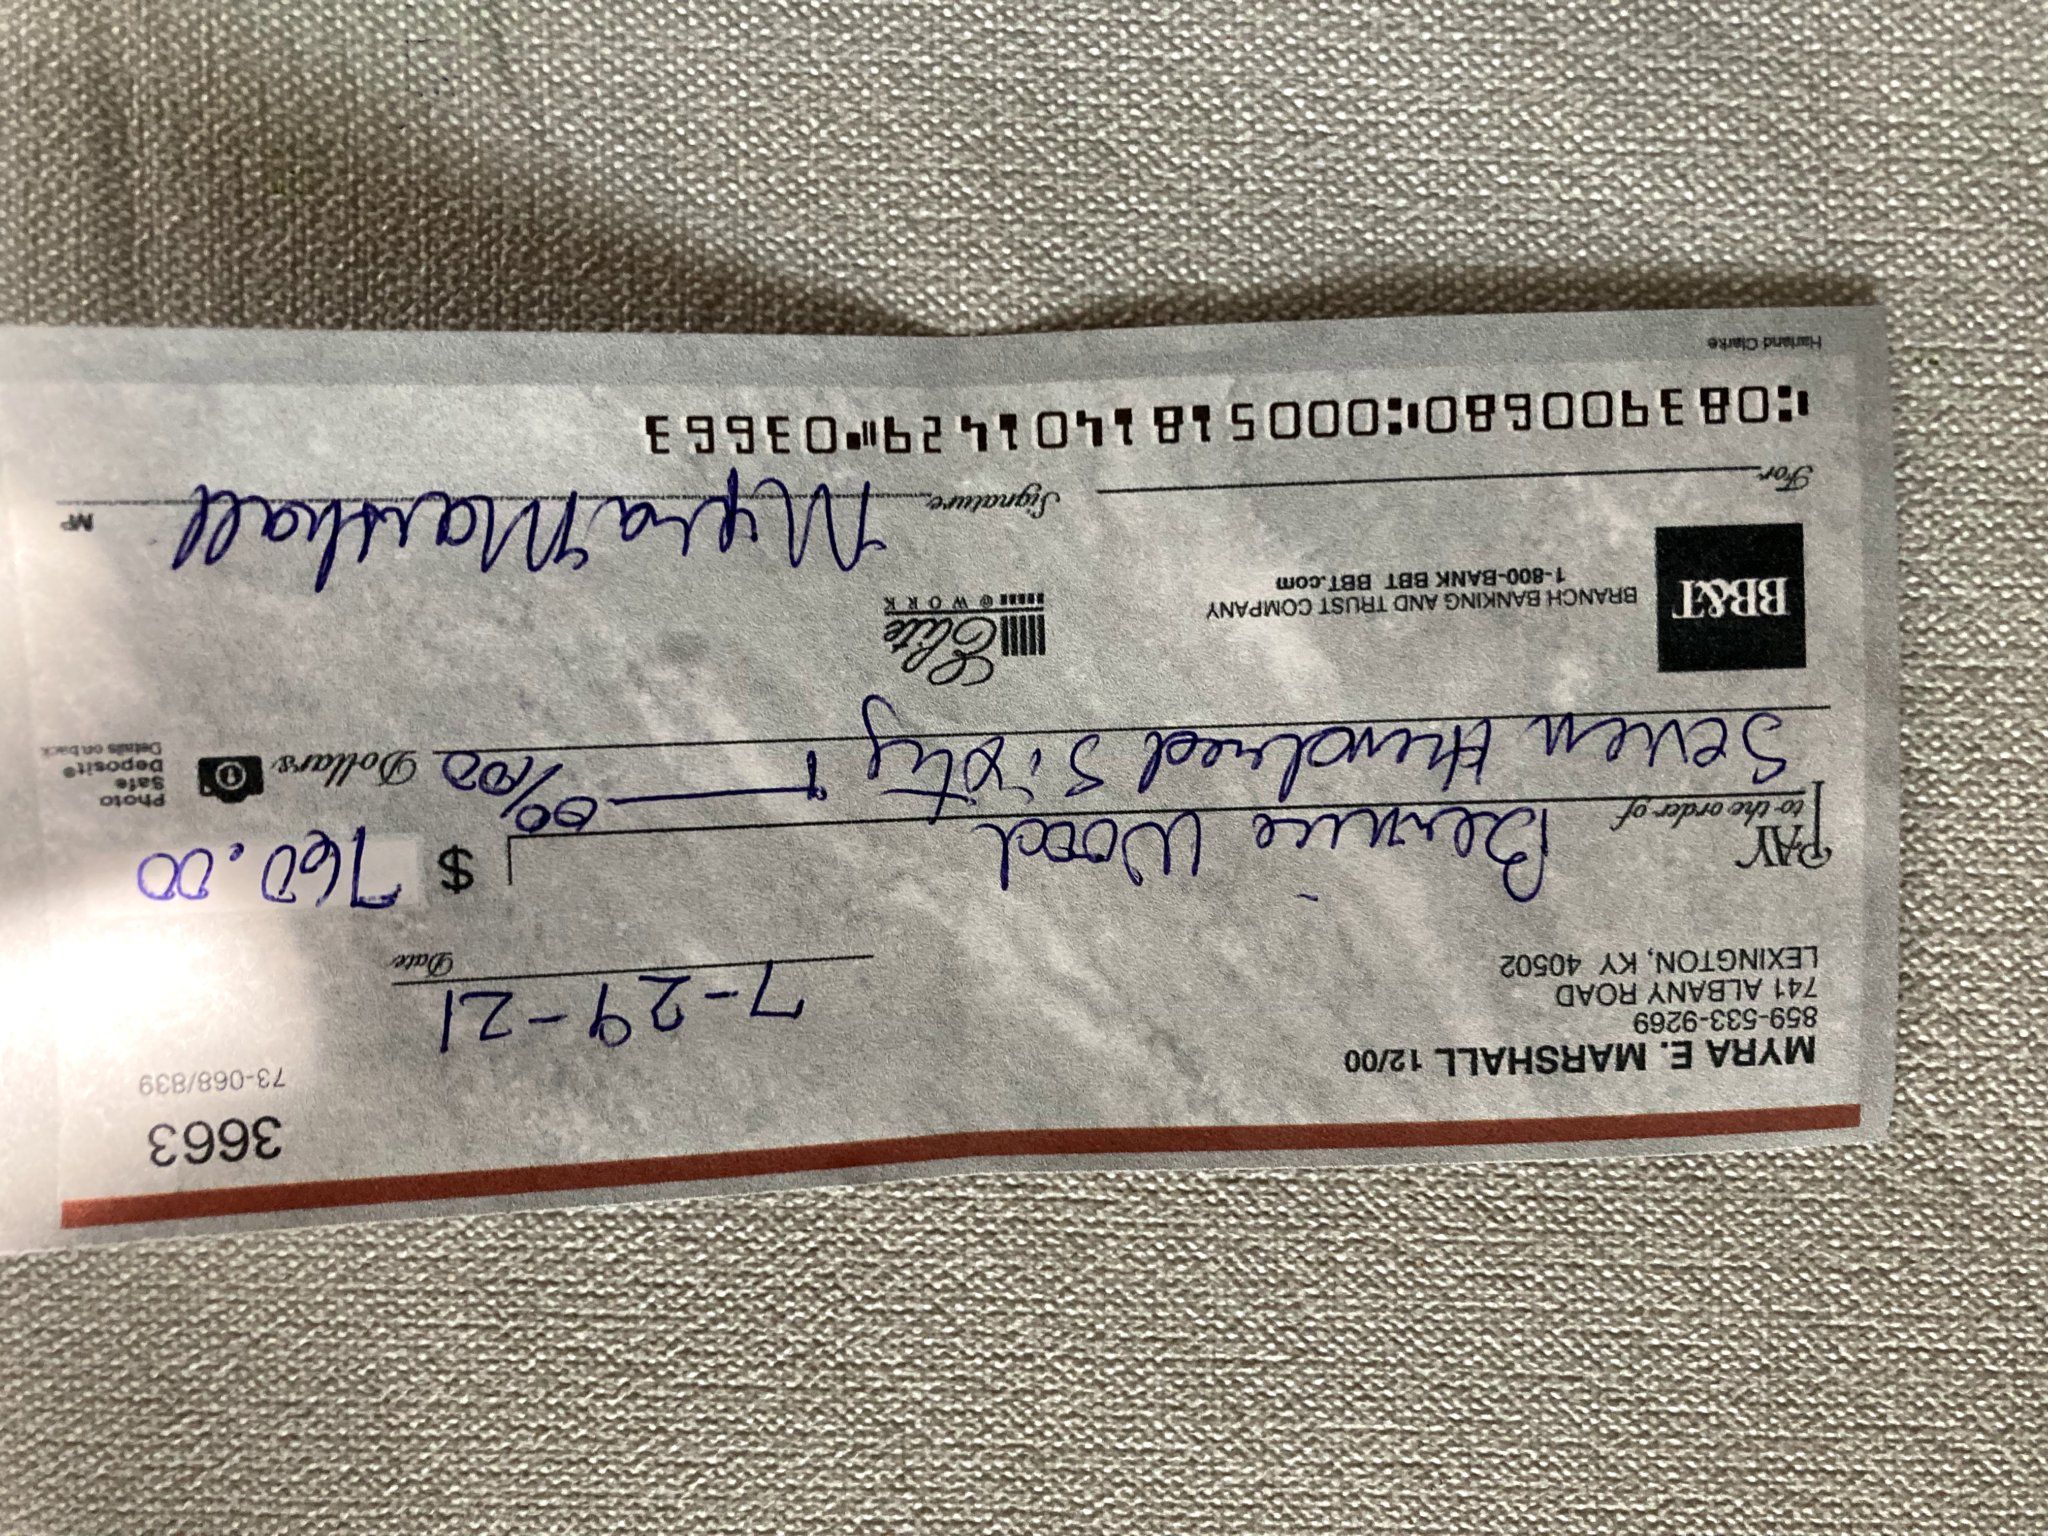 3663
73-068/839
MYRA E. MARSHALL 12/00
859-533-9269
741 ALBANY ROAD
LEXINGTON, KY 40502
7-29-21
Date
PAY to the order of Bernice Wood $ 760.00
Seven Hundred Sixty + 00/100 Dollars
Photo
Safe
Deposit®
Details on back
Elite
@ WORK
BB&T
BRANCH BANKING AND TRUST COMPANY
1-800-BANK BBT BBT.com
For
Signature Myra Marshall MP
⑆083900680⑆0005181401429⑈03663
Harland Clarke